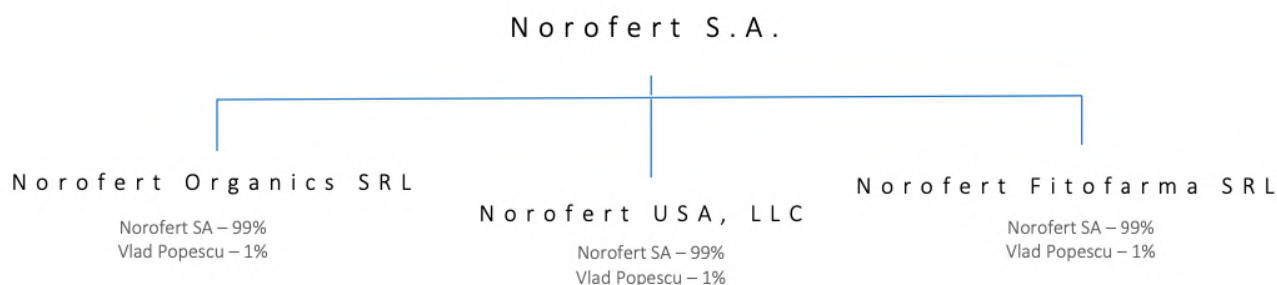 Norofert S.A.
Norofert Organics SRL
Norofert SA – 99%
Vlad Popescu – 1%
Norofert USA, LLC
Norofert SA – 99%
Vlad Popescu – 1%
Norofert Fitofarma SRL
Norofert SA – 99%
Vlad Popescu – 1%